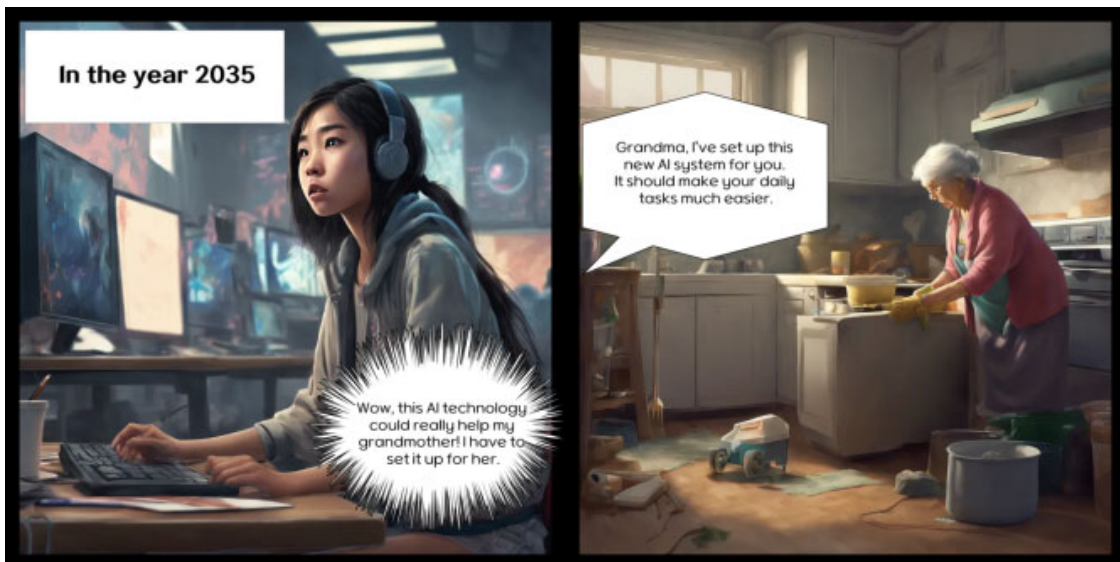 In the year 2035
Wow, this AI technology
could really help my
grandmother! I have to
set it up for her.
Grandma, I've set up this
new AI system for you.
It should make your daily
tasks much easier.